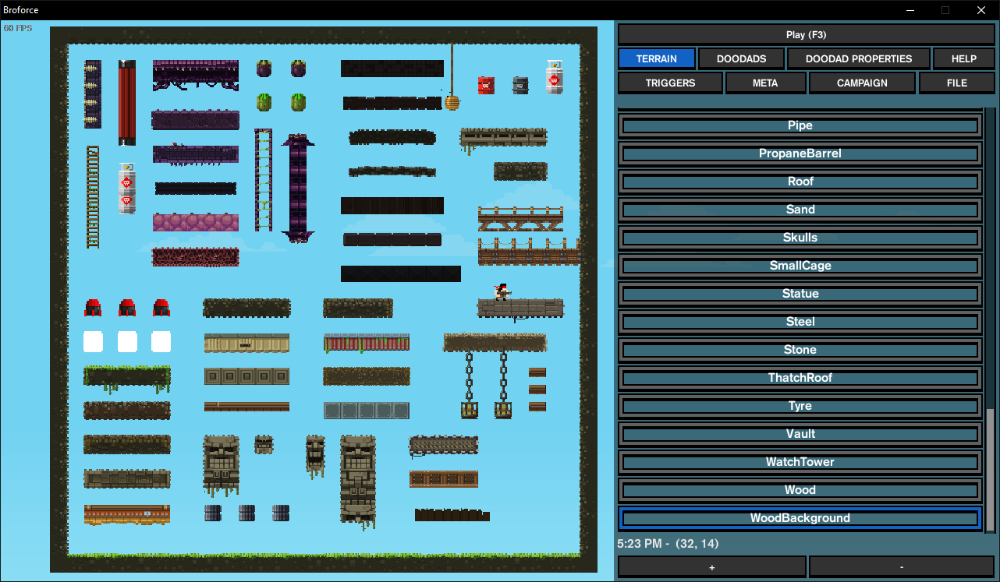 Broforce
60 FPS
Play (F3)
TERRAIN
DOODADS
DOODAD PROPERTIES
HELP
TRIGGERS
META
CAMPAIGN
FILE
Pipe
PropaneBarrel
Roof
Sand
Skulls
SmallCage
Statue
Steel
Stone
ThatchRoof
Tyre
Vault
WatchTower
Wood
WoodBackground
5:23 PM - (32, 14)
+
-